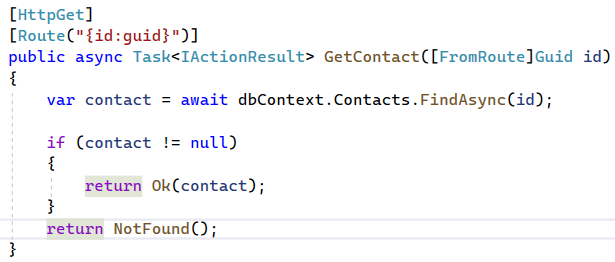 [HttpGet]
[Route("{id:guid}")]
public async Task<IActionResult> GetContact([FromRoute]Guid id)
{
    var contact = await dbContext.Contacts.FindAsync(id);

    if (contact != null)
    {
        return Ok(contact);
    }
    return NotFound();
}